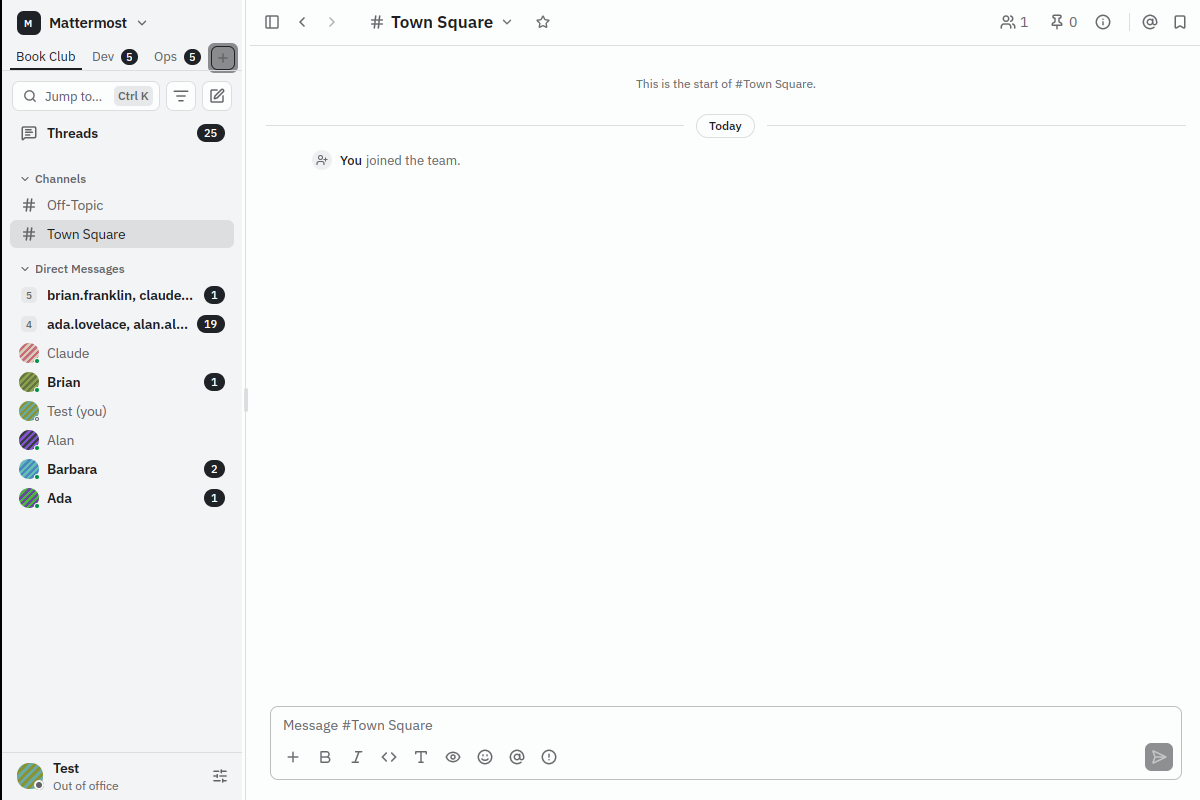 M Mattermost
Book Club Dev 5 Ops 5
Jump to... Ctrl K
Threads 25
Channels
Off-Topic
Town Square
Direct Messages
5 brian.franklin, claude... 1
4 ada.lovelace, alan.al... 19
Claude
Brian 1
Test (you)
Alan
Barbara 2
Ada 1
Test
Out of office
# Town Square 1 0
This is the start of #Town Square.
Today
You joined the team.
Message #Town Square